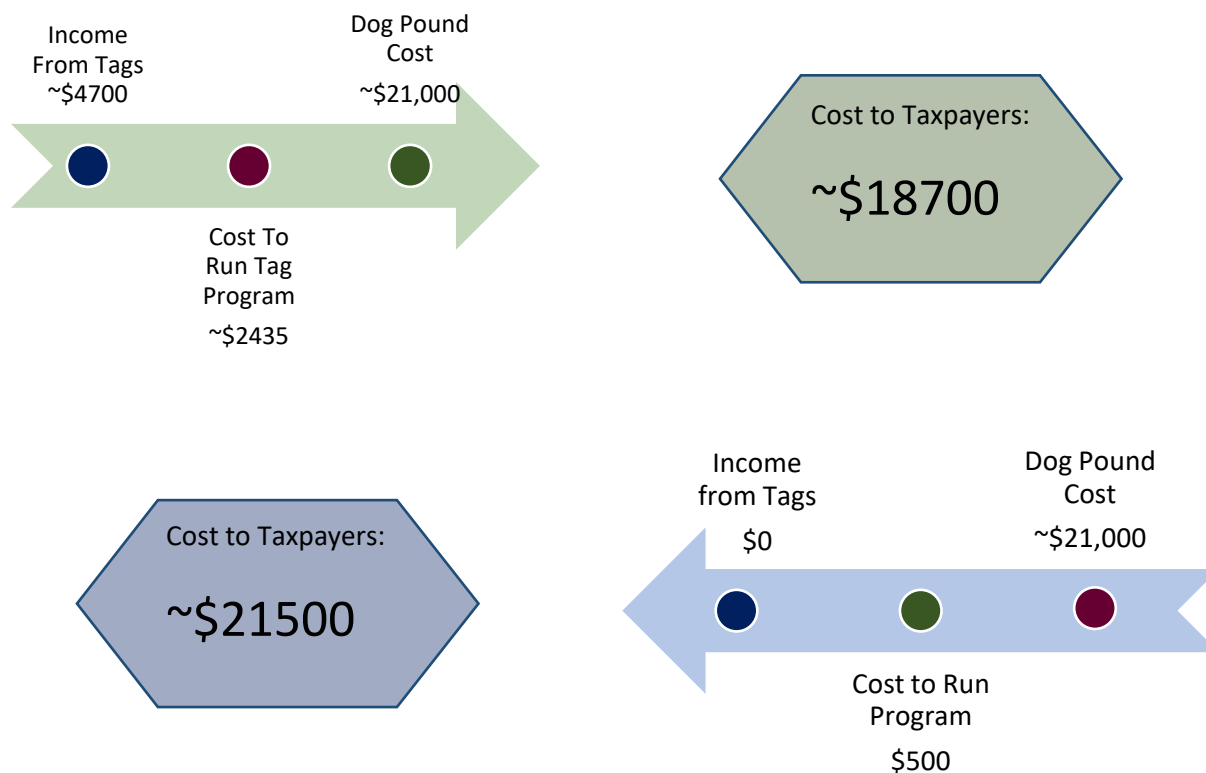 Income
From Tags
~$4700
Dog Pound
Cost
~$21,000
Cost To
Run Tag
Program
~$2435
Cost to Taxpayers:
~$18700
Cost to Taxpayers:
~$21500
Income
from Tags
$0
Dog Pound
Cost
~$21,000
Cost to Run
Program
$500